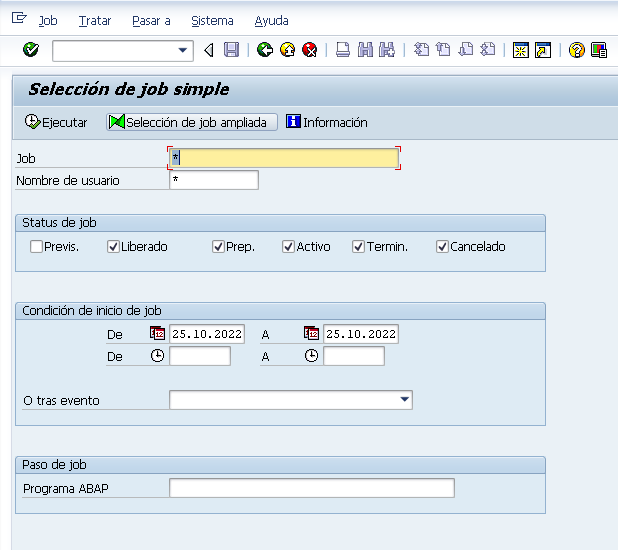 Job Tratar Pasar a Sistema Ayuda
Selección de job simple
Ejecutar Selección de job ampliada Información
Job *
Nombre de usuario *
Status de job
Previs. Liberado Prep. Activo Termin. Cancelado
Condición de inicio de job
De 25.10.2022 A 25.10.2022
De A
O tras evento
Paso de job
Programa ABAP